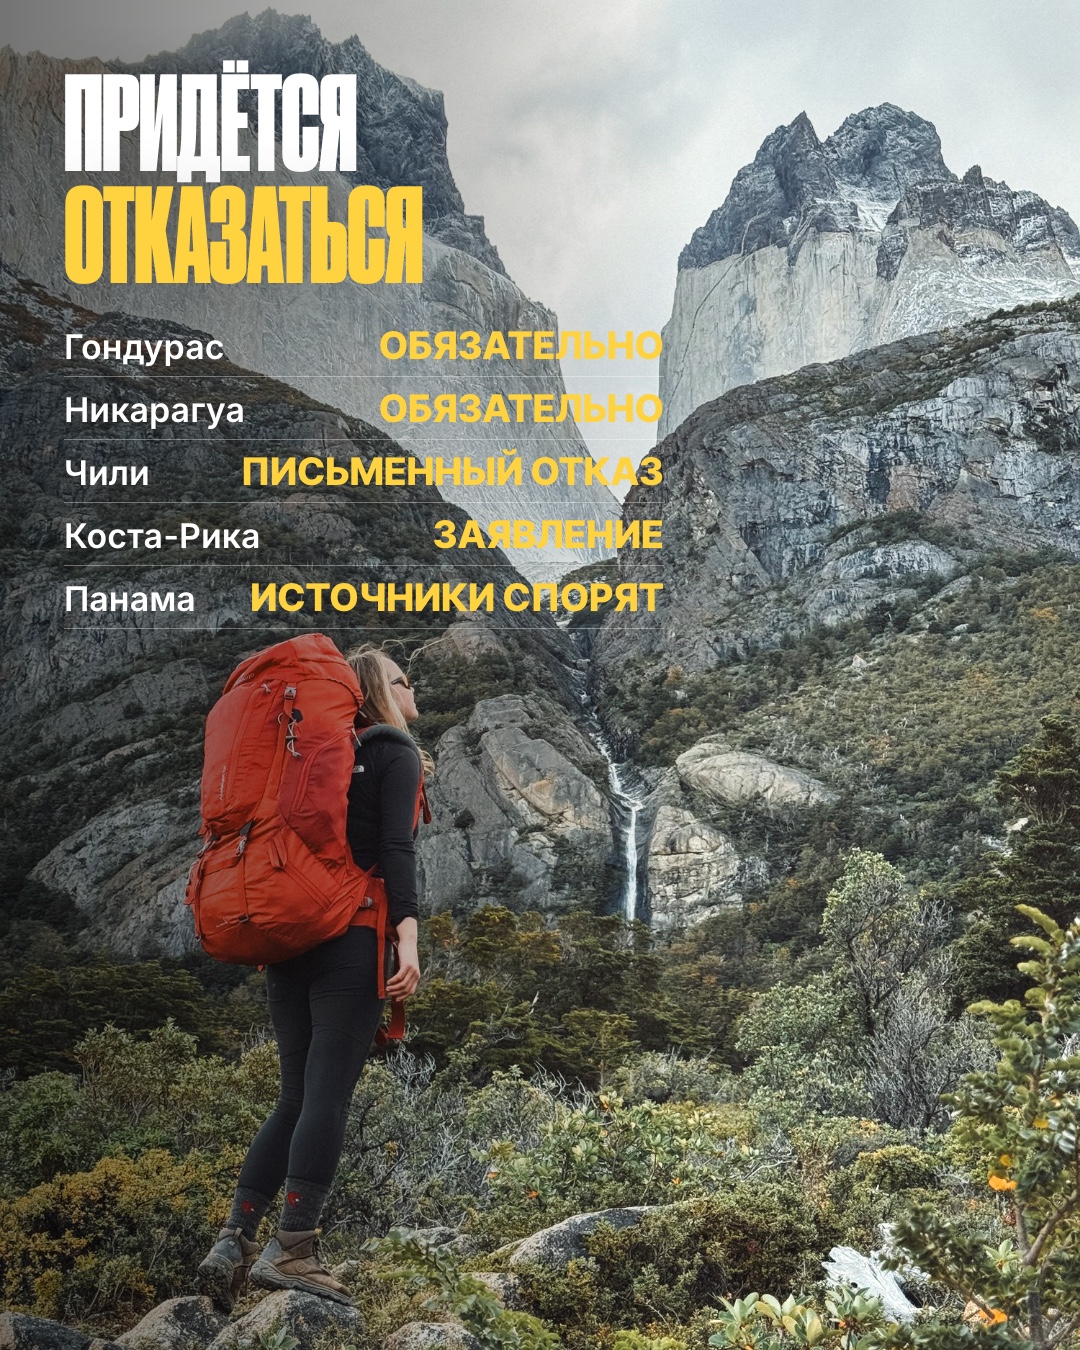 ПРИДЁТСЯ
ОТКАЗАТЬСЯ
Гондурас ОБЯЗАТЕЛЬНО
Никарагуа ОБЯЗАТЕЛЬНО
Чили ПИСЬМЕННЫЙ ОТКАЗ
Коста-Рика ЗАЯВЛЕНИЕ
Панама ИСТОЧНИКИ СПОРЯТ